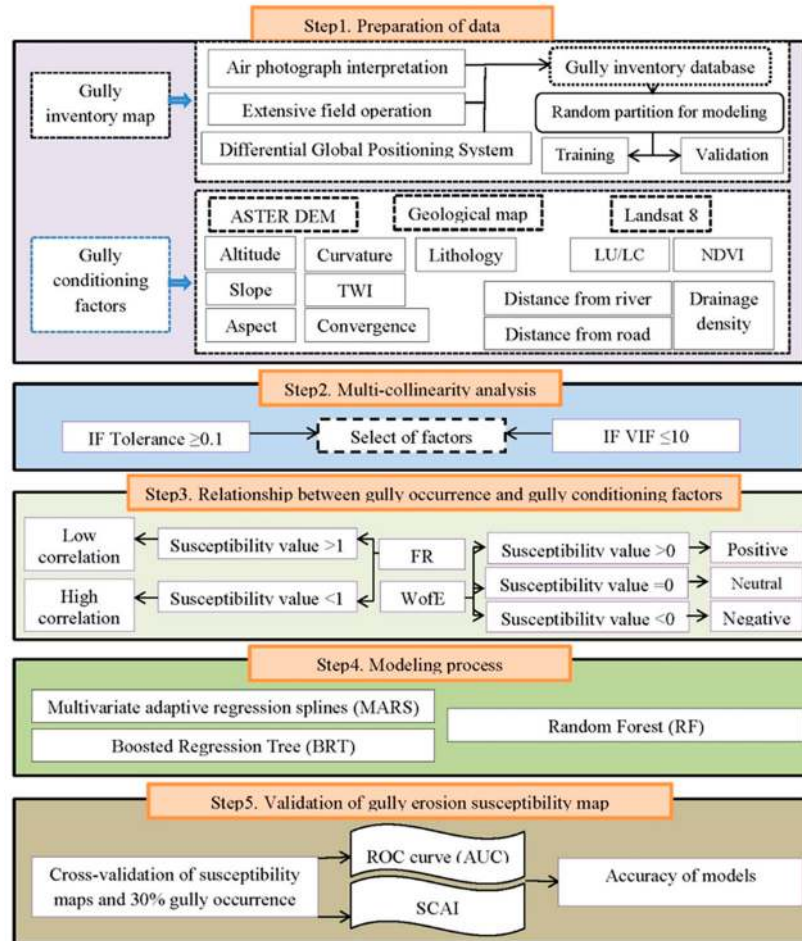 Step1. Preparation of data
Gully
inventory map
Air photograph interpretation
Extensive field operation
Differential Global Positioning System
Gully inventory database
Random partition for modeling
Training
Validation
Gully
conditioning
factors
ASTER DEM
Geological map
Landsat 8
Altitude
Curvature
Lithology
LU/LC
NDVI
Slope
TWI
Distance from river
Drainage
density
Aspect
Convergence
Distance from road
Step2. Multi-collinearity analysis
IF Tolerance ≥0.1
Select of factors
IF VIF ≤10
Step3. Relationship between gully occurrence and gully conditioning factors
Low
correlation
Susceptibility value >1
FR
Susceptibility value >0
Positive
Susceptibility value =0
Neutral
High
correlation
Susceptibility value <1
WofE
Susceptibility value <0
Negative
Step4. Modeling process
Multivariate adaptive regression splines (MARS)
Boosted Regression Tree (BRT)
Random Forest (RF)
Step5. Validation of gully erosion susceptibility map
Cross-validation of susceptibility
maps and 30% gully occurrence
ROC curve (AUC)
SCAI
Accuracy of models